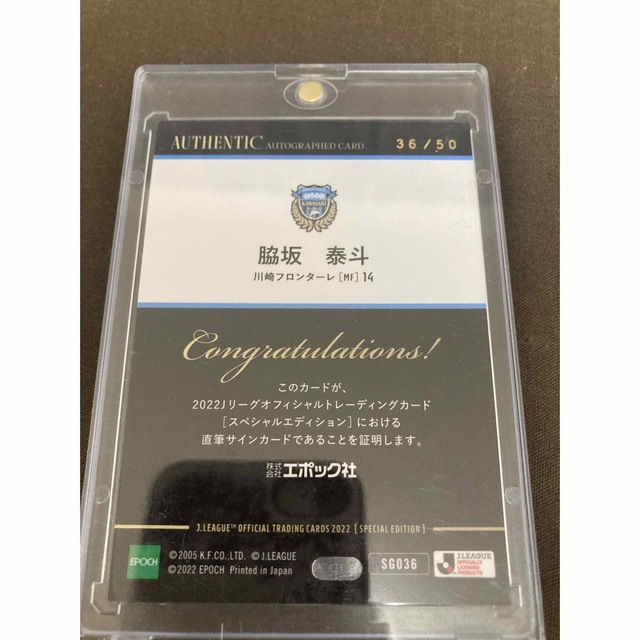 AUTHENTIC AUTOGRAPHED CARD 36/50
KAWASAKI
脇坂 泰斗
川崎フロンターレ [MF] 14
Congratulations!
このカードが、
2022Jリーグオフィシャルトレーディングカード
[スペシャルエディション]における
直筆サインカードであることを証明します。
株式会社エポック社
J.LEAGUE™ OFFICIAL TRADING CARDS 2022 [SPECIAL EDITION]
EPOCH
©2005 K.F.CO.,LTD. ©J.LEAGUE
©2022 EPOCH Printed in Japan
SG036
J.LEAGUE
OFFICIALLY
LICENSED
PRODUCTS